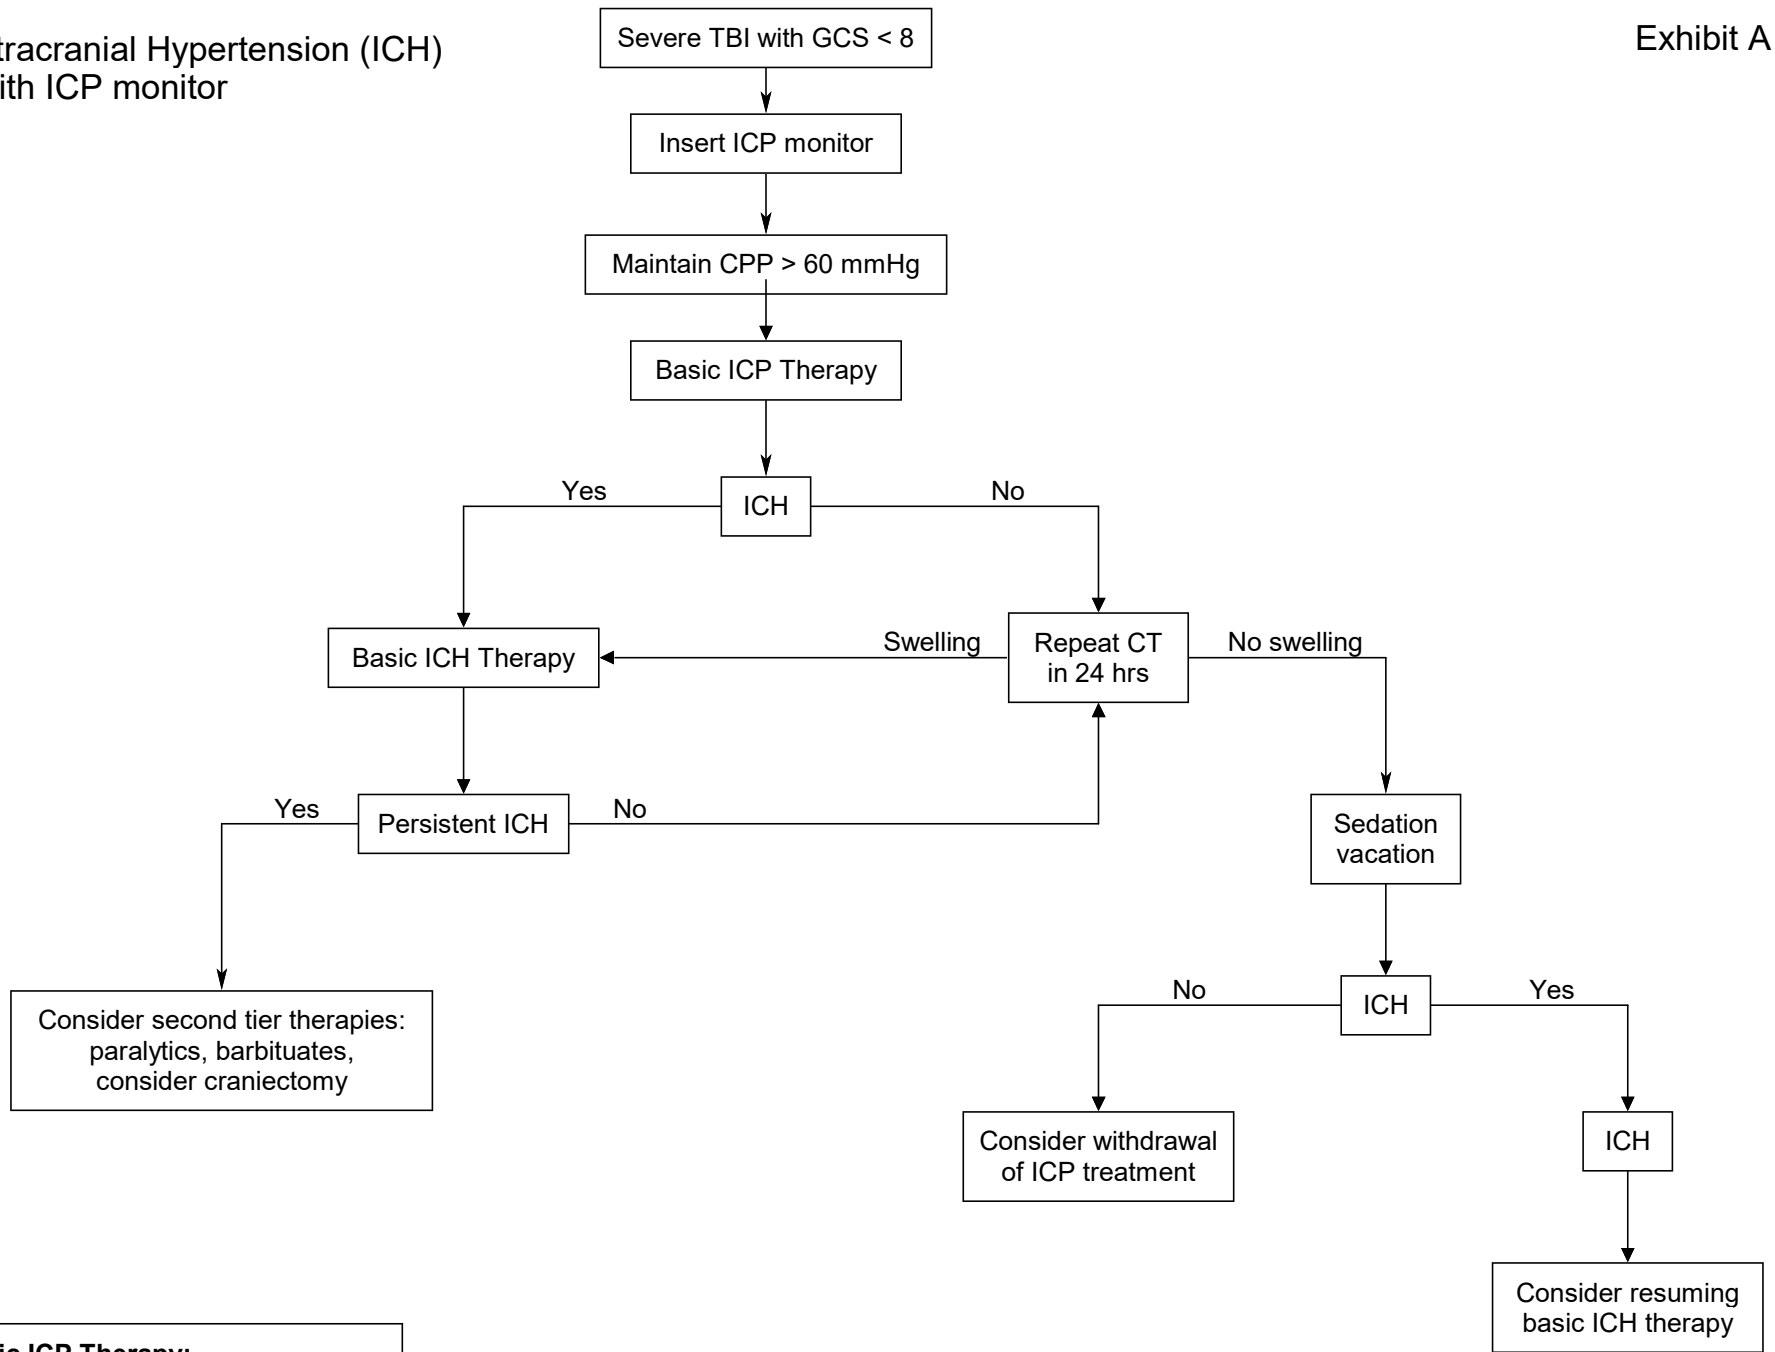 tracranial Hypertension (ICH)
ith ICP monitor
Exhibit A
Severe TBI with GCS < 8
Insert ICP monitor
Maintain CPP > 60 mmHg
Basic ICP Therapy
ICH
Yes
No
Basic ICH Therapy
Swelling
Repeat CT
in 24 hrs
No swelling
Persistent ICH
Yes
No
Sedation
vacation
Consider second tier therapies:
paralytics, barbituates,
consider craniectomy
ICH
No
Yes
Consider withdrawal
of ICP treatment
ICH
Consider resuming
basic ICH therapy
ic ICP Therapy: